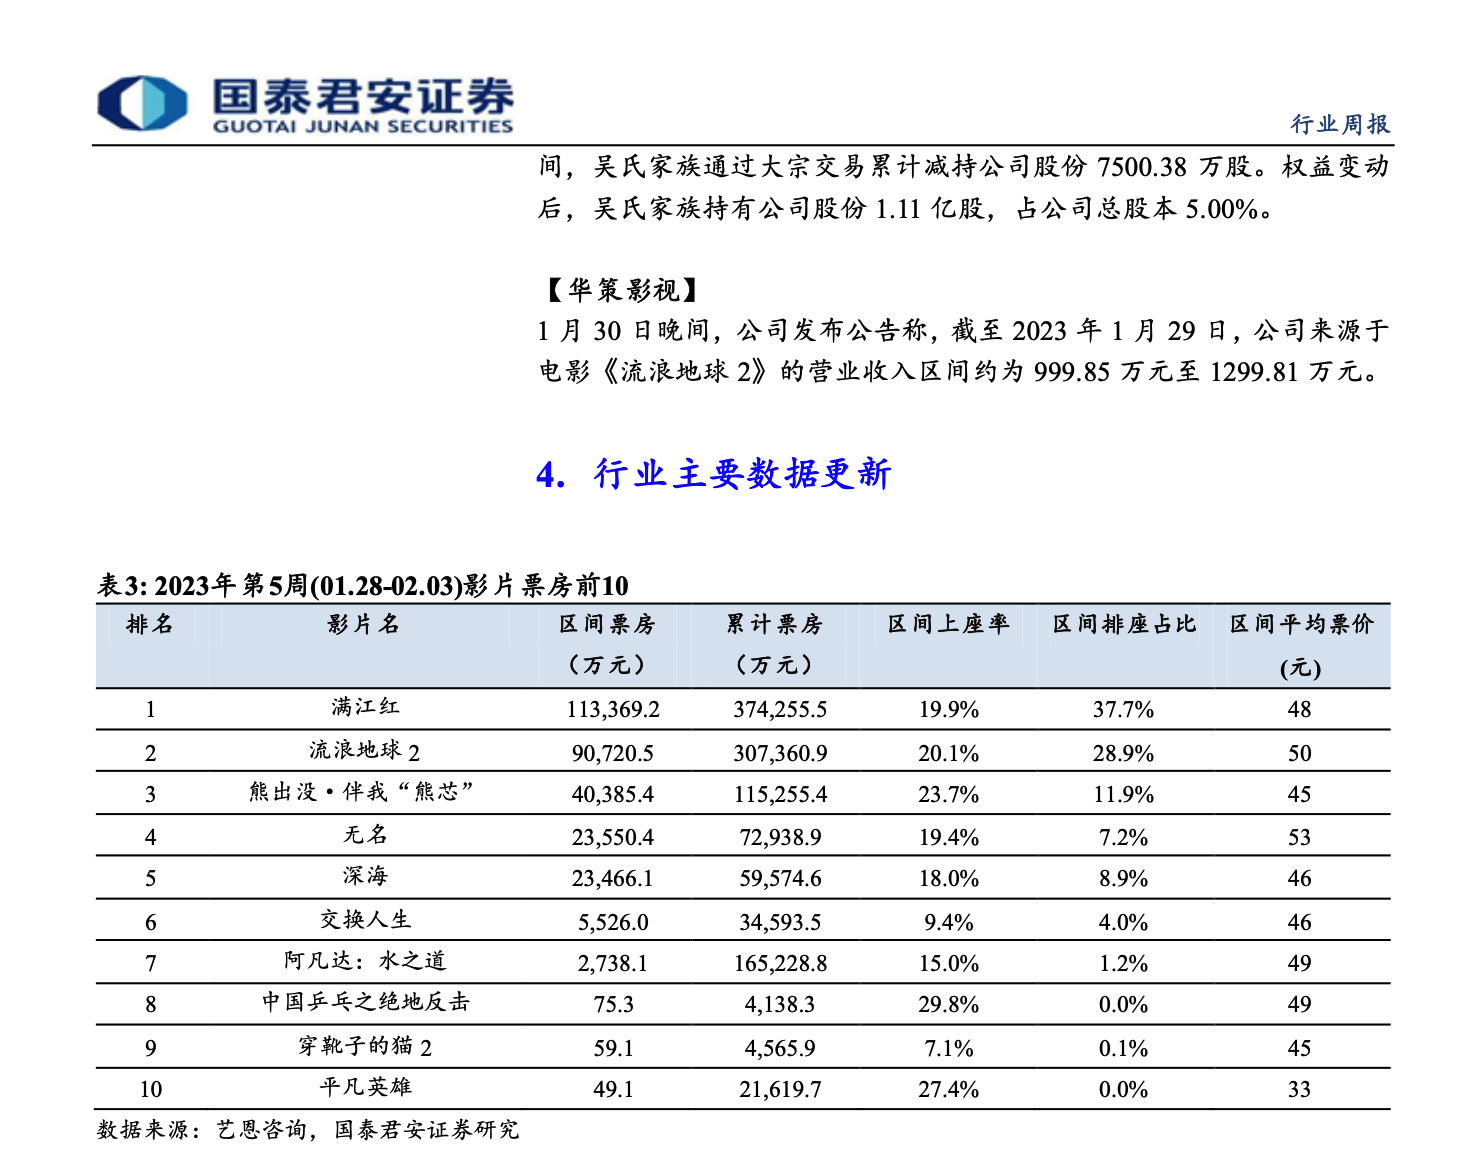 国泰君安证券
GUOTAI JUNAN SECURITIES
行业周报
间，吴氏家族通过大宗交易累计减持公司股份 7500.38 万股。权益变动
后，吴氏家族持有公司股份 1.11 亿股，占公司总股本 5.00%。
【华策影视】
1 月 30 日晚间，公司发布公告称，截至 2023 年 1 月 29 日，公司来源于
电影《流浪地球 2》的营业收入区间约为 999.85 万元至 1299.81 万元。
4. 行业主要数据更新
表3: 2023年第5周(01.28-02.03)影片票房前10
排名 影片名 区间票房 累计票房 区间上座率 区间排座占比 区间平均票价
（万元） （万元） (元)
1 满江红 113,369.2 374,255.5 19.9% 37.7% 48
2 流浪地球 2 90,720.5 307,360.9 20.1% 28.9% 50
3 熊出没·伴我“熊芯” 40,385.4 115,255.4 23.7% 11.9% 45
4 无名 23,550.4 72,938.9 19.4% 7.2% 53
5 深海 23,466.1 59,574.6 18.0% 8.9% 46
6 交换人生 5,526.0 34,593.5 9.4% 4.0% 46
7 阿凡达：水之道 2,738.1 165,228.8 15.0% 1.2% 49
8 中国乒乓之绝地反击 75.3 4,138.3 29.8% 0.0% 49
9 穿靴子的猫 2 59.1 4,565.9 7.1% 0.1% 45
10 平凡英雄 49.1 21,619.7 27.4% 0.0% 33
数据来源：艺恩咨询，国泰君安证券研究